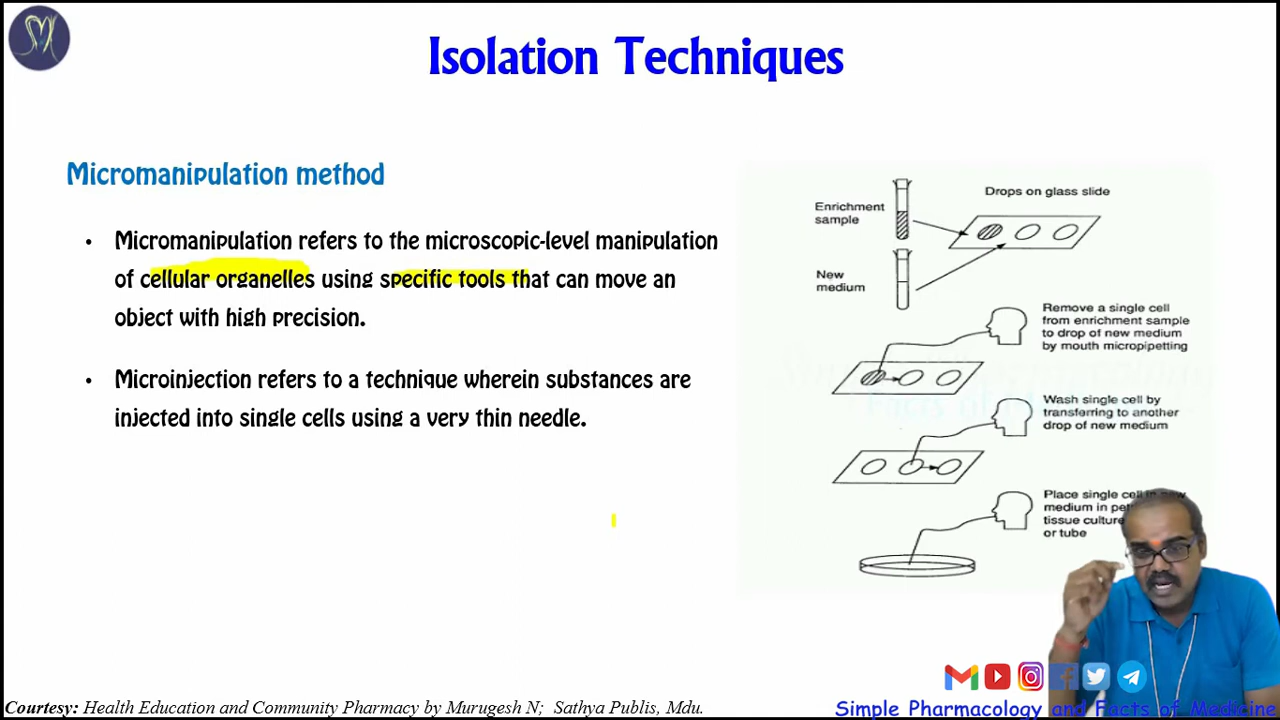 Isolation Techniques
Micromanipulation method
• Micromanipulation refers to the microscopic-level manipulation
of cellular organelles using specific tools that can move an
object with high precision.
• Microinjection refers to a technique wherein substances are
injected into single cells using a very thin needle.
Drops on glass slide
Enrichment
sample
New
medium
Remove a single cell
from enrichment sample
to drop of new medium
by mouth micropipetting
Wash single cell by
transferring to another
drop of new medium
Place single cell in new
medium in
tissue culture
or tube
Courtesy: Health Education and Community Pharmacy by Murugesh N; Sathya Publis, Mdu.
Simple Pharmacology and Facts of Medicine